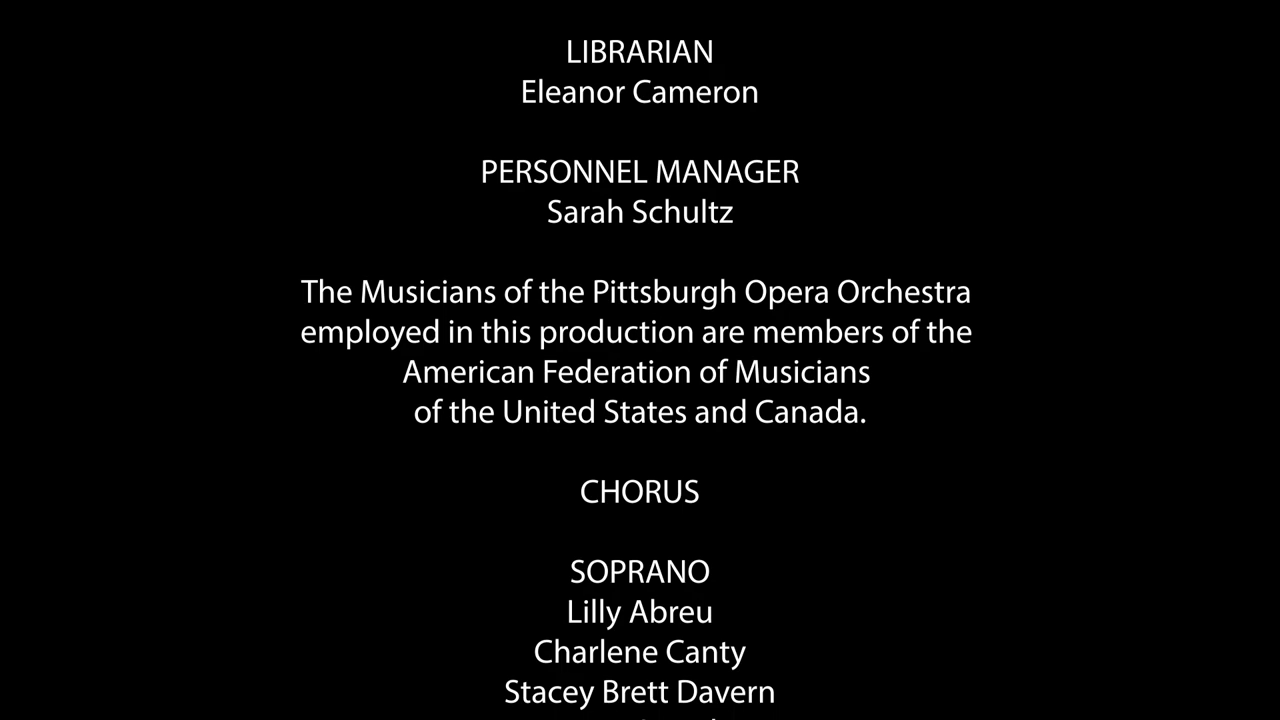 LIBRARIAN
Eleanor Cameron
PERSONNEL MANAGER
Sarah Schultz
The Musicians of the Pittsburgh Opera Orchestra
employed in this production are members of the
American Federation of Musicians
of the United States and Canada.
CHORUS
SOPRANO
Lilly Abreu
Charlene Canty
Stacey Brett Davern